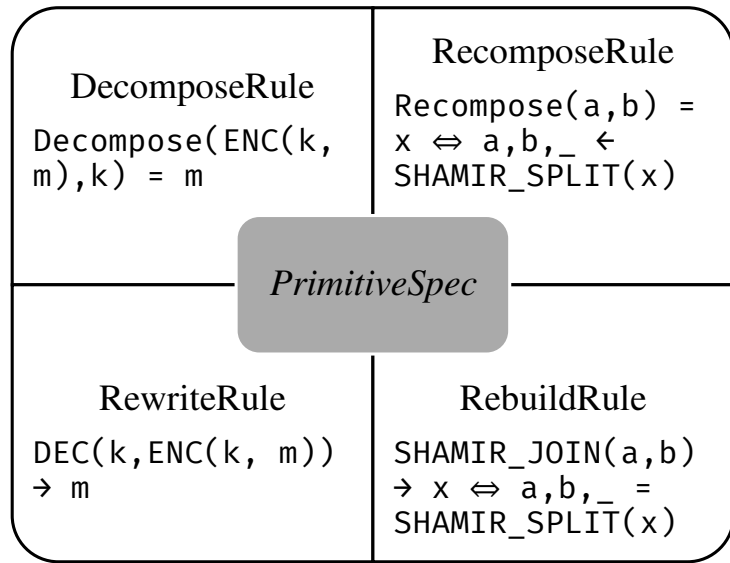 DecomposeRule
Decompose(ENC(k,
m),k) = m
RecomposeRule
Recompose(a,b) =
x ⇔ a,b,_ ←
SHAMIR_SPLIT(x)
PrimitiveSpec
RewriteRule
DEC(k,ENC(k, m))
→ m
RebuildRule
SHAMIR_JOIN(a,b)
→ x ⇔ a,b,_ =
SHAMIR_SPLIT(x)